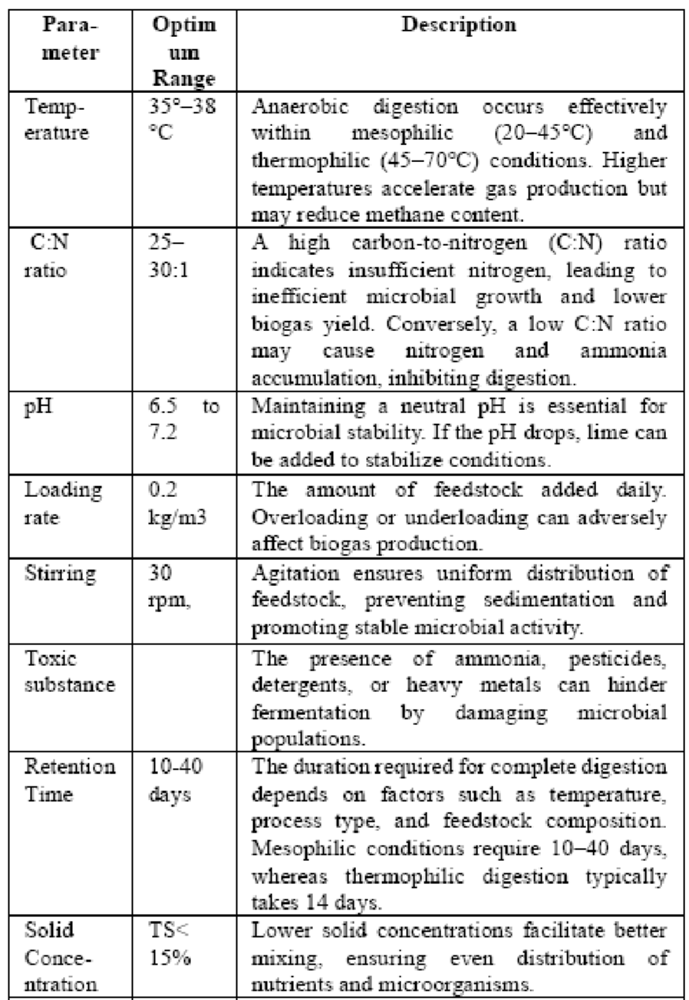 Para-
meter
Optim
um
Range
Description
Temp-
erature
35°–38
°C
Anaerobic digestion occurs effectively
within mesophilic (20–45°C) and
thermophilic (45–70°C) conditions. Higher
temperatures accelerate gas production but
may reduce methane content.
C:N
ratio
25–
30:1
A high carbon-to-nitrogen (C:N) ratio
indicates insufficient nitrogen, leading to
inefficient microbial growth and lower
biogas yield. Conversely, a low C:N ratio
may cause nitrogen and ammonia
accumulation, inhibiting digestion.
pH
6.5 to
7.2
Maintaining a neutral pH is essential for
microbial stability. If the pH drops, lime can
be added to stabilize conditions.
Loading
rate
0.2
kg/m3
The amount of feedstock added daily.
Overloading or underloading can adversely
affect biogas production.
Stirring
30
rpm,
Agitation ensures uniform distribution of
feedstock, preventing sedimentation and
promoting stable microbial activity.
Toxic
substance
The presence of ammonia, pesticides,
detergents, or heavy metals can hinder
fermentation by damaging microbial
populations.
Retention
Time
10-40
days
The duration required for complete digestion
depends on factors such as temperature,
process type, and feedstock composition.
Mesophilic conditions require 10–40 days,
whereas thermophilic digestion typically
takes 14 days.
Solid
Conce-
ntration
TS<
15%
Lower solid concentrations facilitate better
mixing, ensuring even distribution of
nutrients and microorganisms.